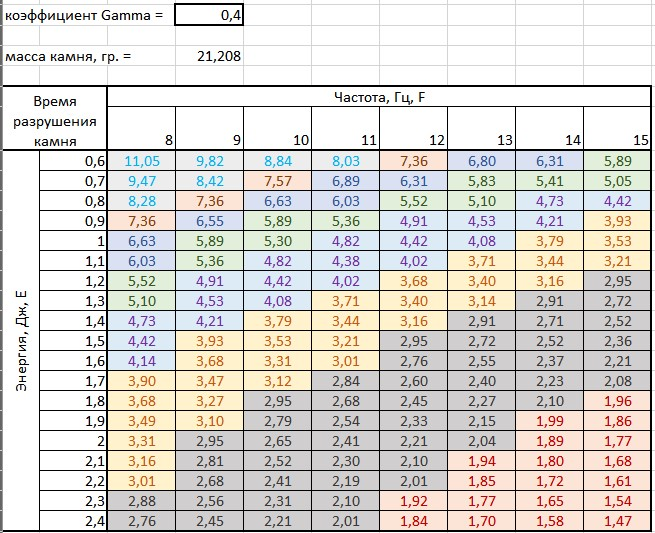 коэффициент Gamma = 0,4
масса камня, гр. = 21,208
Время разрушения камня Частота, Гц, F
8 9 10 11 12 13 14 15
Энергия, Дж, E
0,6 11,05 9,82 8,84 8,03 7,36 6,80 6,31 5,89
0,7 9,47 8,42 7,57 6,89 6,31 5,83 5,41 5,05
0,8 8,28 7,36 6,63 6,03 5,52 5,10 4,73 4,42
0,9 7,36 6,55 5,89 5,36 4,91 4,53 4,21 3,93
1 6,63 5,89 5,30 4,82 4,42 4,08 3,79 3,53
1,1 6,03 5,36 4,82 4,38 4,02 3,71 3,44 3,21
1,2 5,52 4,91 4,42 4,02 3,68 3,40 3,16 2,95
1,3 5,10 4,53 4,08 3,71 3,40 3,14 2,91 2,72
1,4 4,73 4,21 3,79 3,44 3,16 2,91 2,71 2,52
1,5 4,42 3,93 3,53 3,21 2,95 2,72 2,52 2,36
1,6 4,14 3,68 3,31 3,01 2,76 2,55 2,37 2,21
1,7 3,90 3,47 3,12 2,84 2,60 2,40 2,23 2,08
1,8 3,68 3,27 2,95 2,68 2,45 2,27 2,10 1,96
1,9 3,49 3,10 2,79 2,54 2,33 2,15 1,99 1,86
2 3,31 2,95 2,65 2,41 2,21 2,04 1,89 1,77
2,1 3,16 2,81 2,52 2,30 2,10 1,94 1,80 1,68
2,2 3,01 2,68 2,41 2,19 2,01 1,85 1,72 1,61
2,3 2,88 2,56 2,31 2,10 1,92 1,77 1,65 1,54
2,4 2,76 2,45 2,21 2,01 1,84 1,70 1,58 1,47